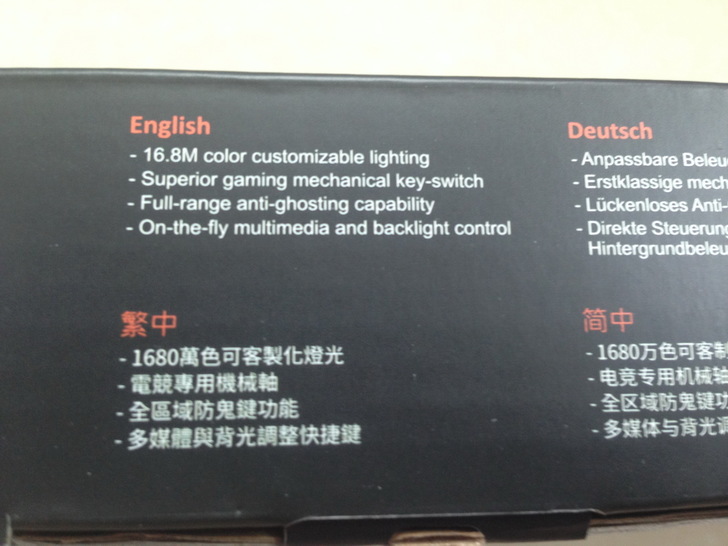 English
- 16.8M color customizable lighting
- Superior gaming mechanical key-switch
- Full-range anti-ghosting capability
- On-the-fly multimedia and backlight control
Deutsch
- Anpassbare
- Erstklassige
- Lückenloses
- Direkte
繁中
- 1680萬色可客製化燈光
- 電競專用機械軸
- 全區域防鬼鍵功能
- 多媒體與背光調整快捷鍵
简中
- 1680万色可客制
- 电竞专用机械轴
- 全区域防鬼键功
- 多媒体与背光调